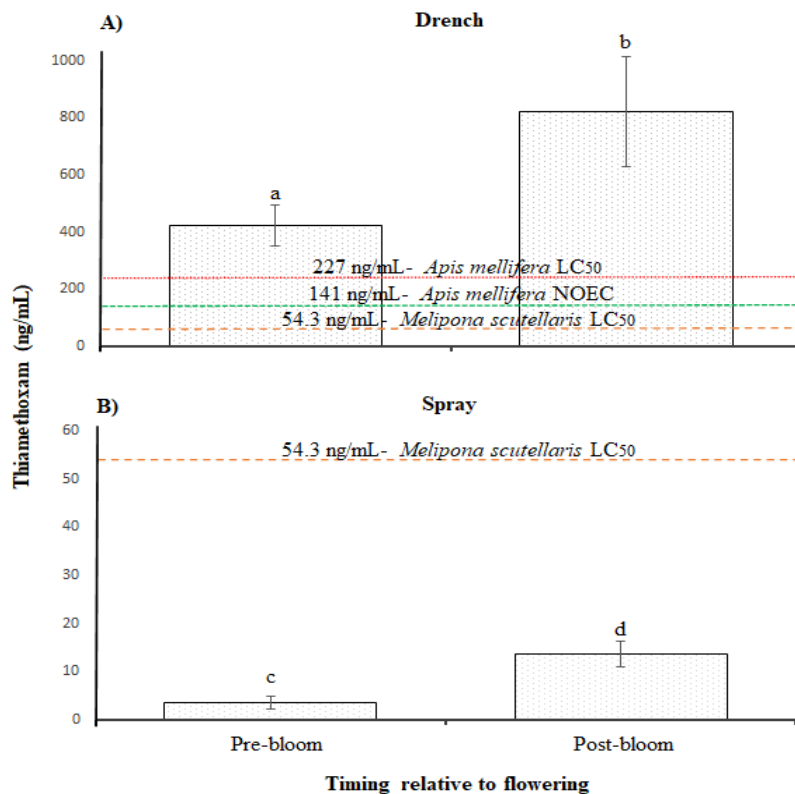 A)
Drench
1000
800
600
400
200
0
a
b
227 ng/mL- Apis mellifera LC50
141 ng/mL- Apis mellifera NOEC
54.3 ng/mL- Melipona scutellaris LC50
Thiamethoxam (ng/mL)
B)
Spray
60
50
40
30
20
10
0
54.3 ng/mL- Melipona scutellaris LC50
c
d
Pre-bloom
Post-bloom
Timing relative to flowering